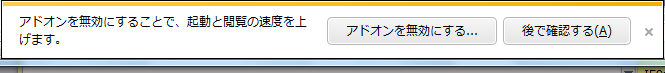 アドオンを無効にすることで、起動と閲覧の速度を上
げます。
アドオンを無効にする...
後で確認する(A)